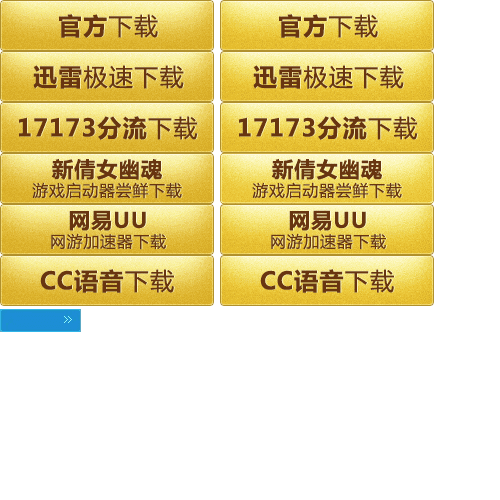 官方下载 官方下载
迅雷极速下载 迅雷极速下载
17173分流下载 17173分流下载
新倩女幽魂 新倩女幽魂
游戏启动器尝鲜下载 游戏启动器尝鲜下载
网易UU 网易UU
网游加速器下载 网游加速器下载
CC语音下载 CC语音下载